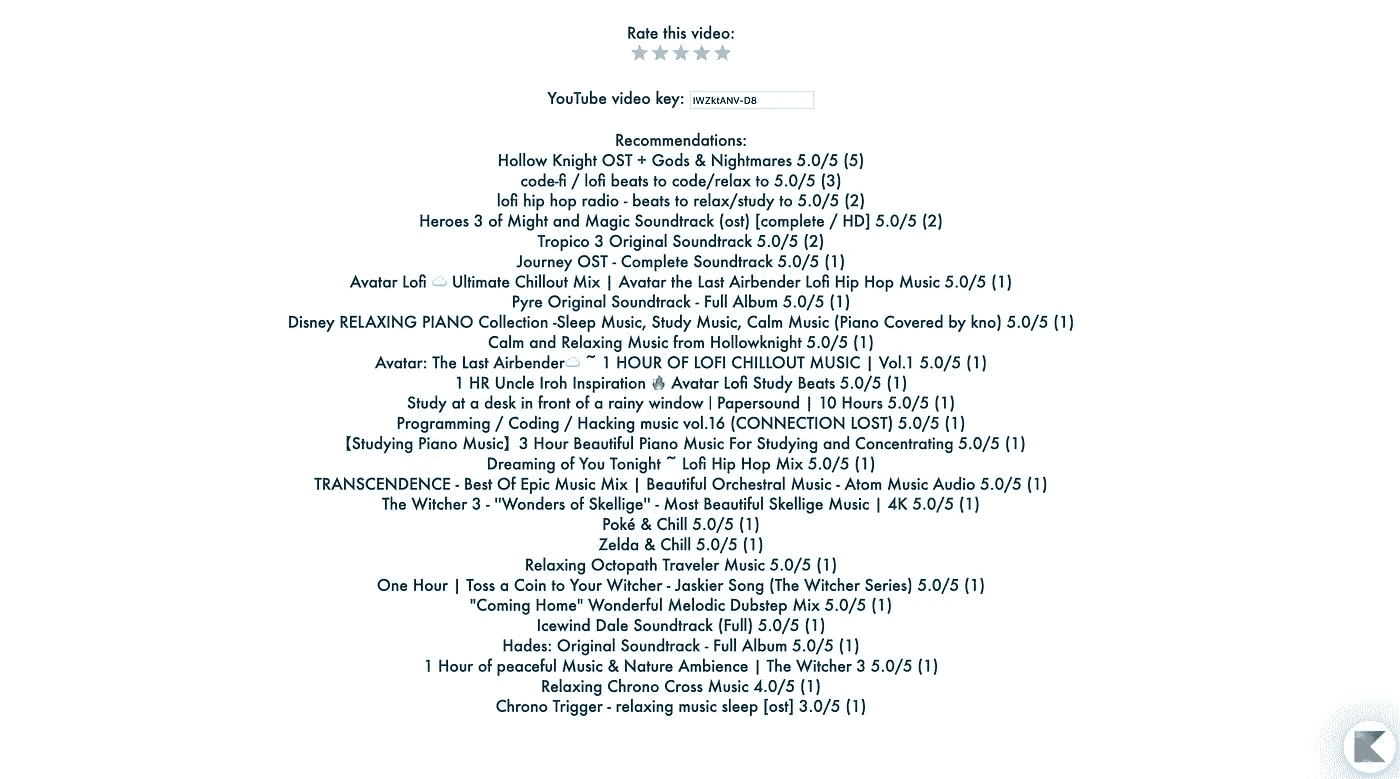 Rate this video:
YouTube video key: IWZktANV-D8
Recommendations:
Hollow Knight OST + Gods & Nightmares 5.0/5 (5)
code-fi / lofi beats to code/relax to 5.0/5 (3)
lofi hip hop radio - beats to relax/study to 5.0/5 (2)
Heroes 3 of Might and Magic Soundtrack (ost) [complete / HD] 5.0/5 (2)
Tropico 3 Original Soundtrack 5.0/5 (2)
Journey OST - Complete Soundtrack 5.0/5 (1)
Avatar Lofi ☁️ Ultimate Chillout Mix | Avatar the Last Airbender Lofi Hip Hop Music 5.0/5 (1)
Pyre Original Soundtrack - Full Album 5.0/5 (1)
Disney RELAXING PIANO Collection -Sleep Music, Study Music, Calm Music (Piano Covered by kno) 5.0/5 (1)
Calm and Relaxing Music from Hollowknight 5.0/5 (1)
Avatar: The Last Airbender☁️ ~ 1 HOUR OF LOFI CHILLOUT MUSIC | Vol.1 5.0/5 (1)
1 HR Uncle Iroh Inspiration 🔥 Avatar Lofi Study Beats 5.0/5 (1)
Study at a desk in front of a rainy window | Papersound | 10 Hours 5.0/5 (1)
Programming / Coding / Hacking music vol.16 (CONNECTION LOST) 5.0/5 (1)
【Studying Piano Music】3 Hour Beautiful Piano Music For Studying and Concentrating 5.0/5 (1)
Dreaming of You Tonight ~ Lofi Hip Hop Mix 5.0/5 (1)
TRANSCENDENCE - Best Of Epic Music Mix | Beautiful Orchestral Music - Atom Music Audio 5.0/5 (1)
The Witcher 3 - "Wonders of Skellige" - Most Beautiful Skellige Music | 4K 5.0/5 (1)
Poké & Chill 5.0/5 (1)
Zelda & Chill 5.0/5 (1)
Relaxing Octopath Traveler Music 5.0/5 (1)
One Hour | Toss a Coin to Your Witcher - Jaskier Song (The Witcher Series) 5.0/5 (1)
"Coming Home" Wonderful Melodic Dubstep Mix 5.0/5 (1)
Icewind Dale Soundtrack (Full) 5.0/5 (1)
Hades: Original Soundtrack - Full Album 5.0/5 (1)
1 Hour of peaceful Music & Nature Ambience | The Witcher 3 5.0/5 (1)
Relaxing Chrono Cross Music 4.0/5 (1)
Chrono Trigger - relaxing music sleep [ost] 3.0/5 (1)